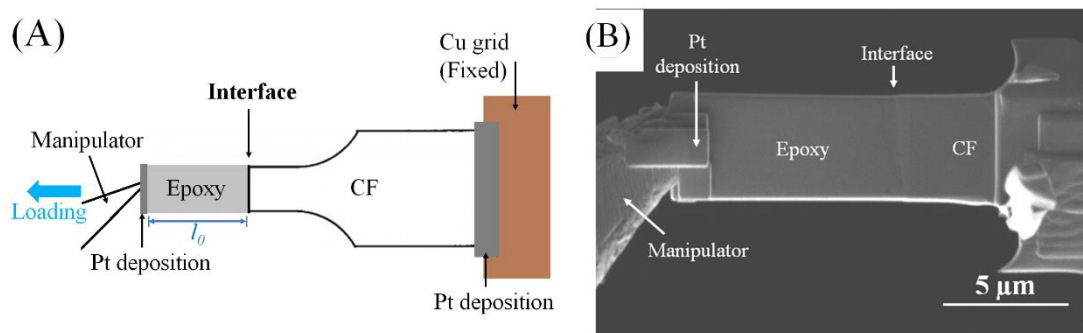 (A)
Cu grid
(Fixed)
Interface
Manipulator
Epoxy
CF
Loading
l0
Pt deposition
Pt deposition
(B)
Pt
deposition
Interface
Epoxy
CF
Manipulator
5 μm